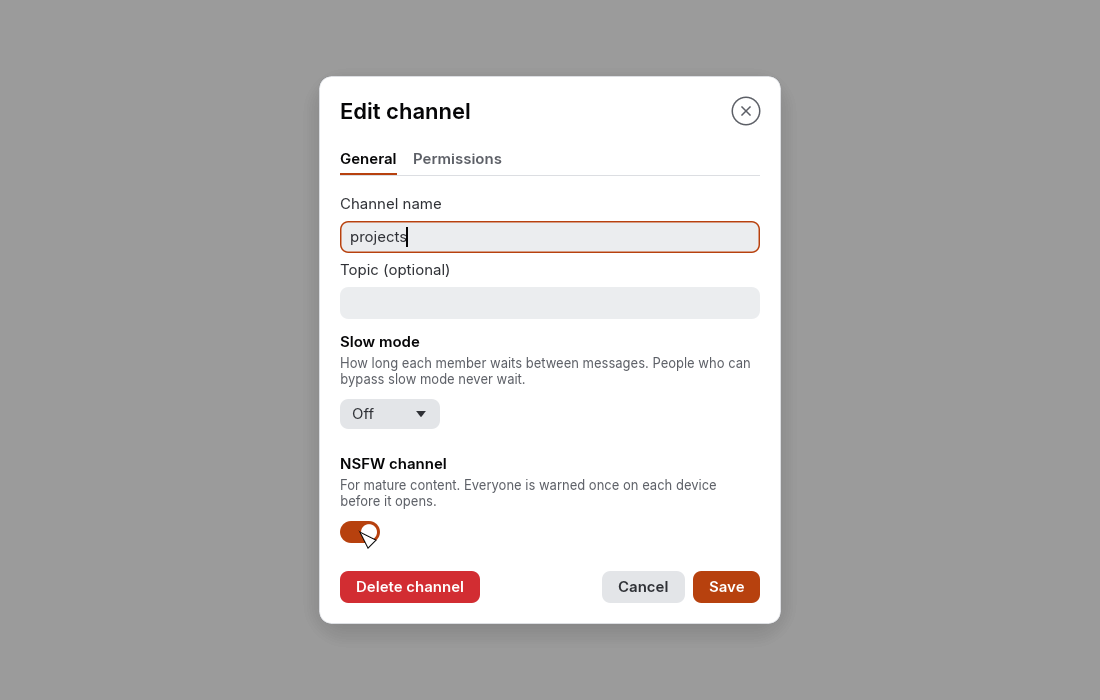 Edit channel
General Permissions
Channel name
projects
Topic (optional)
Slow mode
How long each member waits between messages. People who can
bypass slow mode never wait.
Off
NSFW channel
For mature content. Everyone is warned once on each device
before it opens.
Delete channel Cancel Save